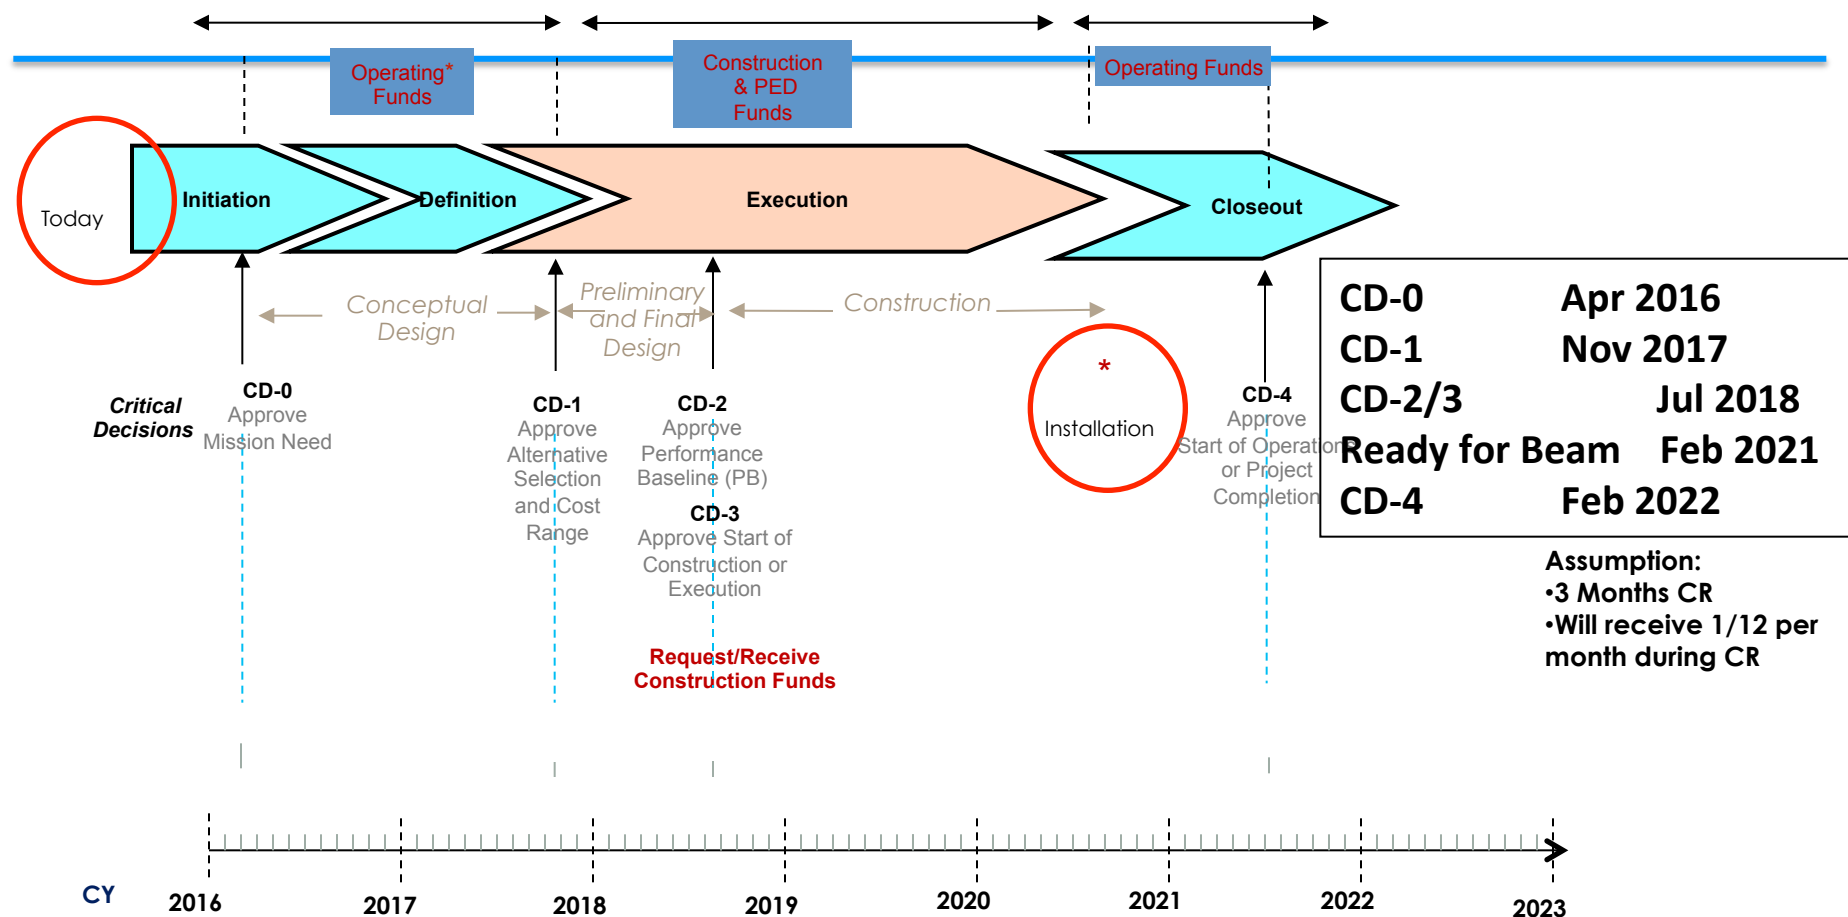 Operating*
Funds
Construction
& PED
Funds
Operating Funds
Today
Initiation
Definition
Execution
Closeout
Conceptual
Design
Preliminary
and Final
Design
Construction
Critical
Decisions
CD-0
Approve
Mission Need
CD-1
Approve
Alternative
Selection
and Cost
Range
CD-2
Approve
Performance
Baseline (PB)
CD-3
Approve Start of
Construction or
Execution
Request/Receive
Construction Funds
*
Installation
CD-4
Approve
Start of Operations
or Project
Completion
CD-0 Apr 2016
CD-1 Nov 2017
CD-2/3 Jul 2018
Ready for Beam Feb 2021
CD-4 Feb 2022
Assumption:
•3 Months CR
•Will receive 1/12 per
month during CR
CY 2016 2017 2018 2019 2020 2021 2022 2023